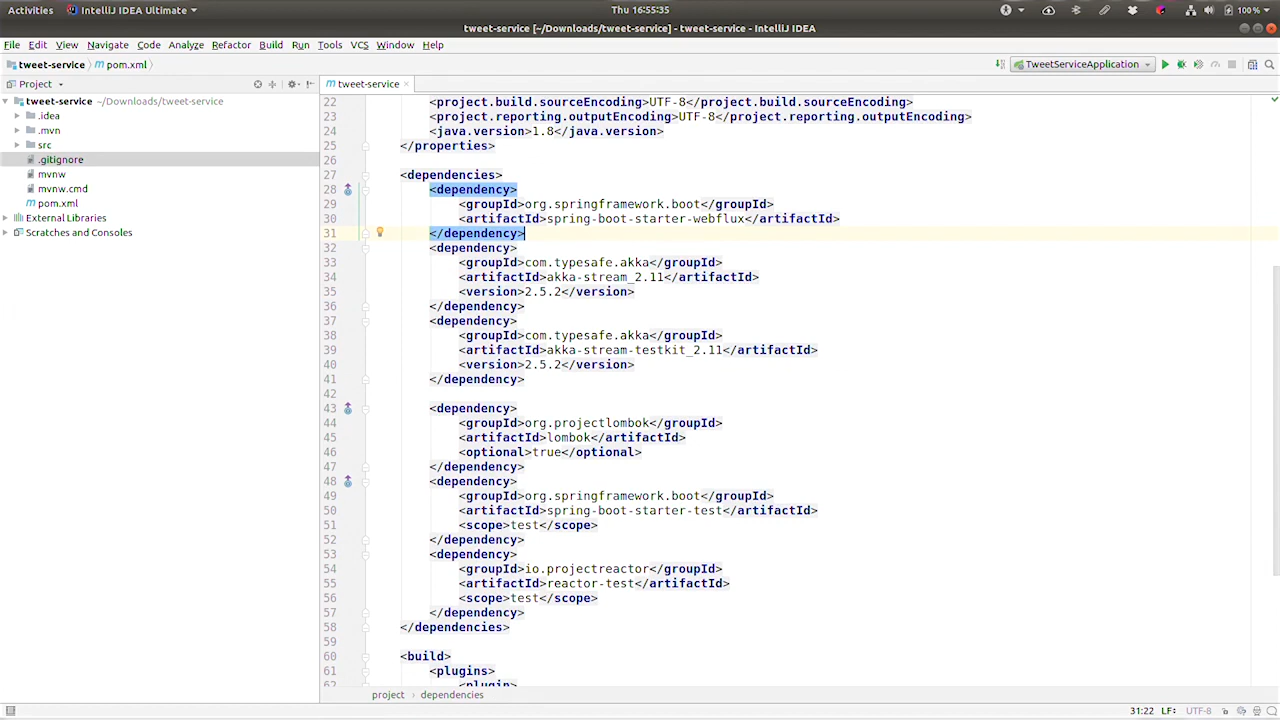 Activities IntelliJ IDEA Ultimate Thu 16:55:35 100%
tweet-service [~/Downloads/tweet-service] - tweet-service - IntelliJ IDEA
File Edit View Navigate Code Analyze Refactor Build Run Tools VCS Window Help
tweet-service pom.xml TweetServiceApplication
Project tweet-service
tweet-service ~/Downloads/tweet-service
.idea
.mvn
src
.gitignore
mvnw
mvnw.cmd
pom.xml
External Libraries
Scratches and Consoles
22 <project.build.sourceEncoding>UTF-8</project.build.sourceEncoding>
23 <project.reporting.outputEncoding>UTF-8</project.reporting.outputEncoding>
24 <java.version>1.8</java.version>
25 </properties>
26
27 <dependencies>
28 <dependency>
29 <groupId>org.springframework.boot</groupId>
30 <artifactId>spring-boot-starter-webflux</artifactId>
31 </dependency>
32 <dependency>
33 <groupId>com.typesafe.akka</groupId>
34 <artifactId>akka-stream_2.11</artifactId>
35 <version>2.5.2</version>
36 </dependency>
37 <dependency>
38 <groupId>com.typesafe.akka</groupId>
39 <artifactId>akka-stream-testkit_2.11</artifactId>
40 <version>2.5.2</version>
41 </dependency>
42
43 <dependency>
44 <groupId>org.projectlombok</groupId>
45 <artifactId>lombok</artifactId>
46 <optional>true</optional>
47 </dependency>
48 <dependency>
49 <groupId>org.springframework.boot</groupId>
50 <artifactId>spring-boot-starter-test</artifactId>
51 <scope>test</scope>
52 </dependency>
53 <dependency>
54 <groupId>io.projectreactor</groupId>
55 <artifactId>reactor-test</artifactId>
56 <scope>test</scope>
57 </dependency>
58 </dependencies>
59
60 <build>
61 <plugins>
62 <plugin>
project › dependencies
31:22 LF: UTF-8